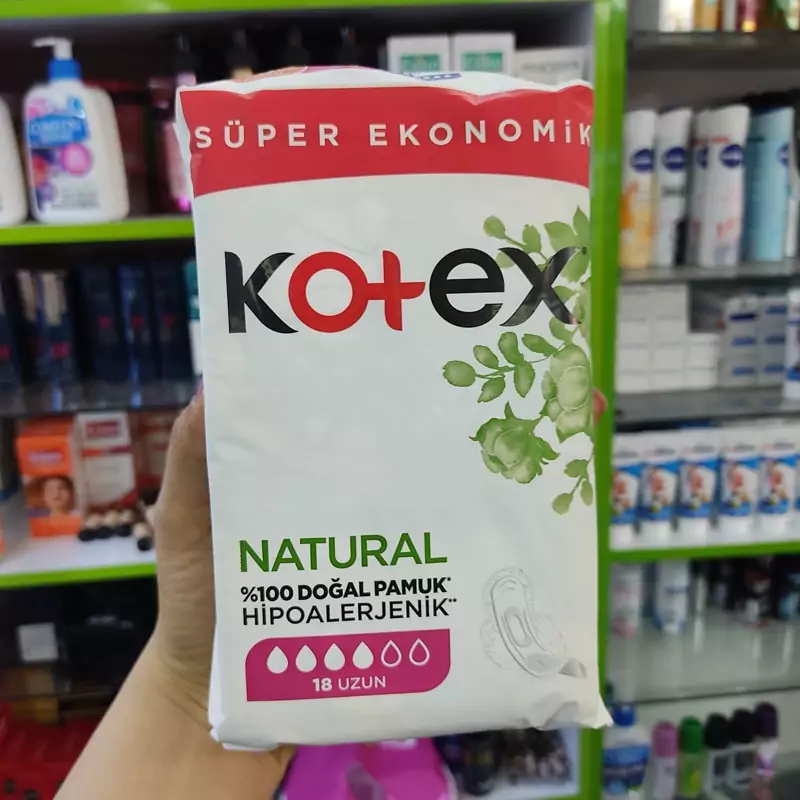 SÜPER EKONOMİK
Kotex
NATURAL
%100 DOĞAL PAMUK*
HİPOALERJENİK**
18 UZUN